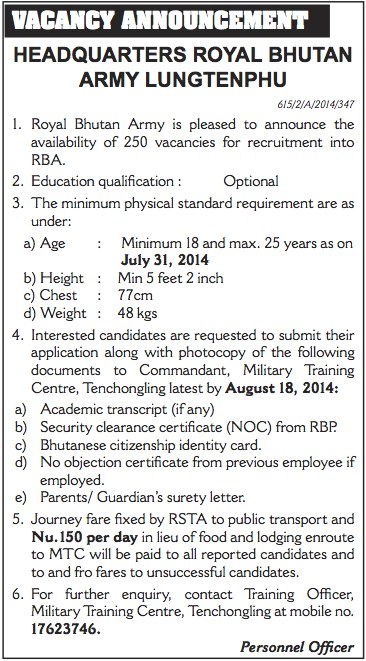 VACANCY ANNOUNCEMENT
HEADQUARTERS ROYAL BHUTAN
ARMY LUNGTENPHU
615/2/A/2014/347
1. Royal Bhutan Army is pleased to announce the
availability of 250 vacancies for recruitment into
RBA.
2. Education qualification : Optional
3. The minimum physical standard requirement are as
under:
a) Age : Minimum 18 and max. 25 years as on
July 31, 2014
b) Height : Min 5 feet 2 inch
c) Chest : 77cm
d) Weight : 48 kgs
4. Interested candidates are requested to submit their
application along with photocopy of the following
documents to Commandant, Military Training
Centre, Tenchongling latest by August 18, 2014:
a) Academic transcript (if any)
b) Security clearance certificate (NOC) from RBP.
c) Bhutanese citizenship identity card.
d) No objection certificate from previous employee if
employed.
e) Parents/ Guardian's surety letter.
5. Journey fare fixed by RSTA to public transport and
Nu.150 per day in lieu of food and lodging enroute
to MTC will be paid to all reported candidates and
to and fro fares to unsuccessful candidates.
6. For further enquiry, contact Training Officer,
Military Training Centre, Tenchongling at mobile no.
17623746.
Personnel Officer